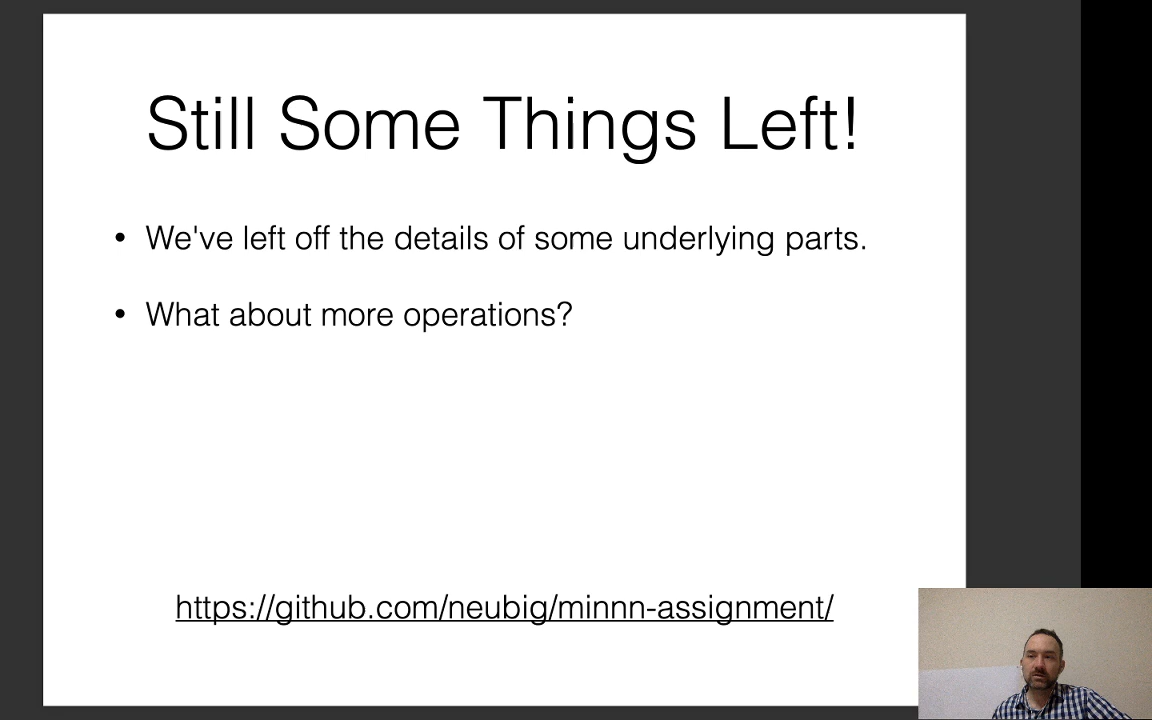 Still Some Things Left!
• We've left off the details of some underlying parts.
• What about more operations?
https://github.com/neubig/minnn-assignment/